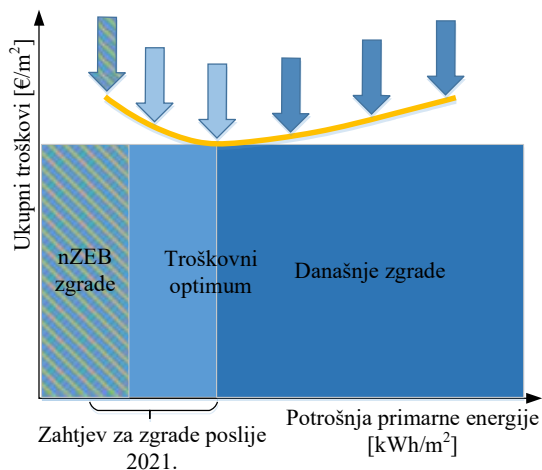 Ukupni troškovi [€/m²]
nZEB
zgrade
Troškovni
optimum
Današnje zgrade
Potrošnja primarne energije
[kWh/m²]
Zahtjev za zgrade poslije
2021.